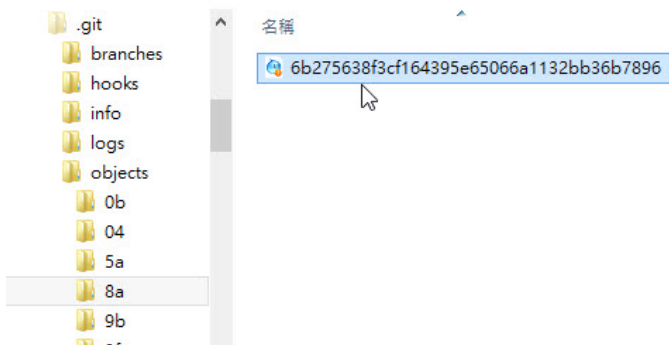 .git
branches
hooks
info
logs
objects
0b
04
5a
8a
9b
名稱
6b275638f3cf164395e65066a1132bb36b7896